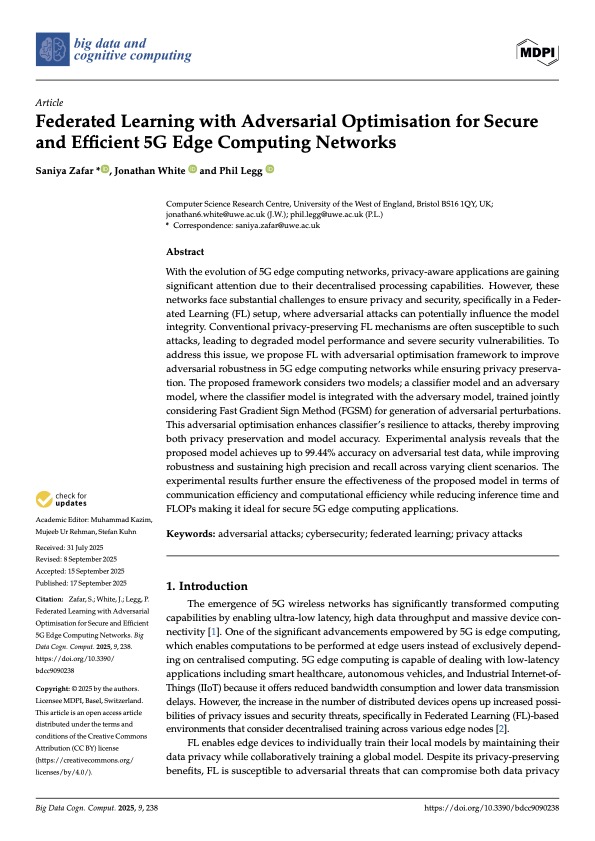 big data and
cognitive computing
MDPI
Article
Federated Learning with Adversarial Optimisation for Secure
and Efficient 5G Edge Computing Networks
Saniya Zafar *, Jonathan White and Phil Legg
Computer Science Research Centre, University of the West of England, Bristol BS16 1QY, UK;
jonathan6.white@uwe.ac.uk (J.W.); phil.legg@uwe.ac.uk (P.L.)
* Correspondence: saniya.zafar@uwe.ac.uk
Abstract
With the evolution of 5G edge computing networks, privacy-aware applications are gaining
significant attention due to their decentralised processing capabilities. However, these
networks face substantial challenges to ensure privacy and security, specifically in a Feder-
ated Learning (FL) setup, where adversarial attacks can potentially influence the model
integrity. Conventional privacy-preserving FL mechanisms are often susceptible to such
attacks, leading to degraded model performance and severe security vulnerabilities. To
address this issue, we propose FL with adversarial optimisation framework to improve
adversarial robustness in 5G edge computing networks while ensuring privacy preserva-
tion. The proposed framework considers two models; a classifier model and an adversary
model, where the classifier model is integrated with the adversary model, trained jointly
considering Fast Gradient Sign Method (FGSM) for generation of adversarial perturbations.
This adversarial optimisation enhances classifier's resilience to attacks, thereby improving
both privacy preservation and model accuracy. Experimental analysis reveals that the
proposed model achieves up to 99.44% accuracy on adversarial test data, while improving
robustness and sustaining high precision and recall across varying client scenarios. The
experimental results further ensure the effectiveness of the proposed model in terms of
communication efficiency and computational efficiency while reducing inference time and
FLOPs making it ideal for secure 5G edge computing applications.
Keywords: adversarial attacks; cybersecurity; federated learning; privacy attacks
check for
updates
Academic Editor: Muhammad Kazim,
Mujeeb Ur Rehman, Stefan Kuhn
Received: 31 July 2025
Revised: 8 September 2025
Accepted: 15 September 2025
Published: 17 September 2025
Citation: Zafar, S.; White, J.; Legg, P.
Federated Learning with Adversarial
Optimisation for Secure and Efficient
5G Edge Computing Networks. Big
Data Cogn. Comput. 2025, 9, 238.
https://doi.org/10.3390/
bdcc9090238
Copyright: © 2025 by the authors.
Licensee MDPI, Basel, Switzerland.
This article is an open access article
distributed under the terms and
conditions of the Creative Commons
Attribution (CC BY) license
(https://creativecommons.org/
licenses/by/4.0/).
1. Introduction
The emergence of 5G wireless networks has significantly transformed computing
capabilities by enabling ultra-low latency, high data throughput and massive device con-
nectivity [1]. One of the significant advancements empowered by 5G is edge computing,
which enables computations to be performed at edge users instead of exclusively depend-
ing on centralised computing. 5G edge computing is capable of dealing with low-latency
applications including smart healthcare, autonomous vehicles, and Industrial Internet-of-
Things (IIoT) because it offers reduced bandwidth consumption and lower data transmission
delays. However, the increase in the number of distributed devices opens up increased possi-
bilities of privacy issues and security threats, specifically in Federated Learning (FL)-based
environments that consider decentralised training across various edge nodes [2].
FL enables edge devices to individually train their local models by maintaining their
data privacy while collaboratively training a global model. Despite its privacy-preserving
benefits, FL is susceptible to adversarial threats that can compromise both data privacy
Big Data Cogn. Comput. 2025, 9, 238
https://doi.org/10.3390/bdcc9090238